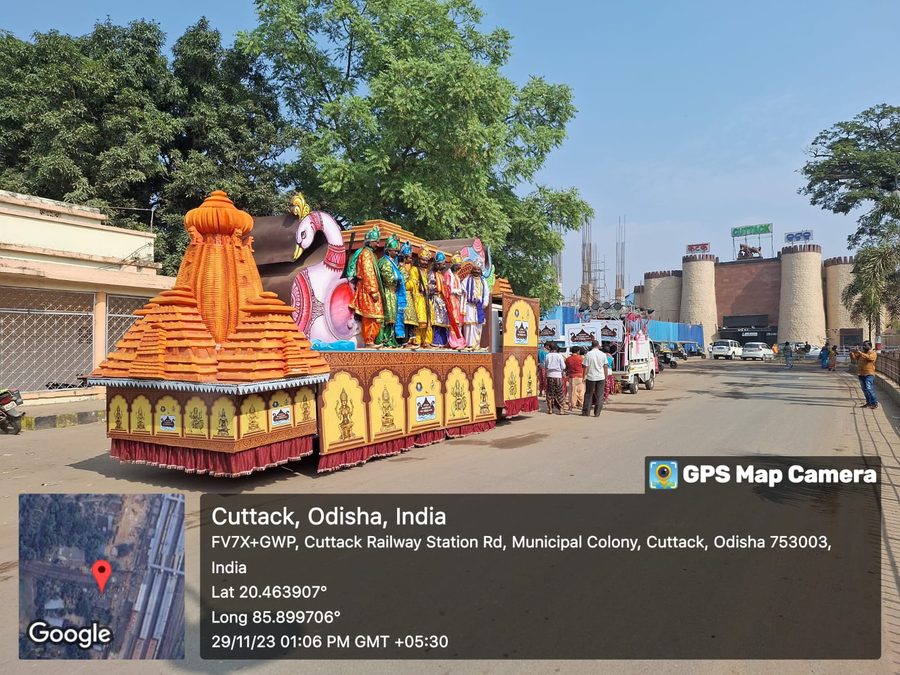 CUTTACK
GPS Map Camera
Cuttack, Odisha, India
FV7X+GWP, Cuttack Railway Station Rd, Municipal Colony, Cuttack, Odisha 753003,
India
Lat 20.463907°
Long 85.899706°
29/11/23 01:06 PM GMT +05:30
Google